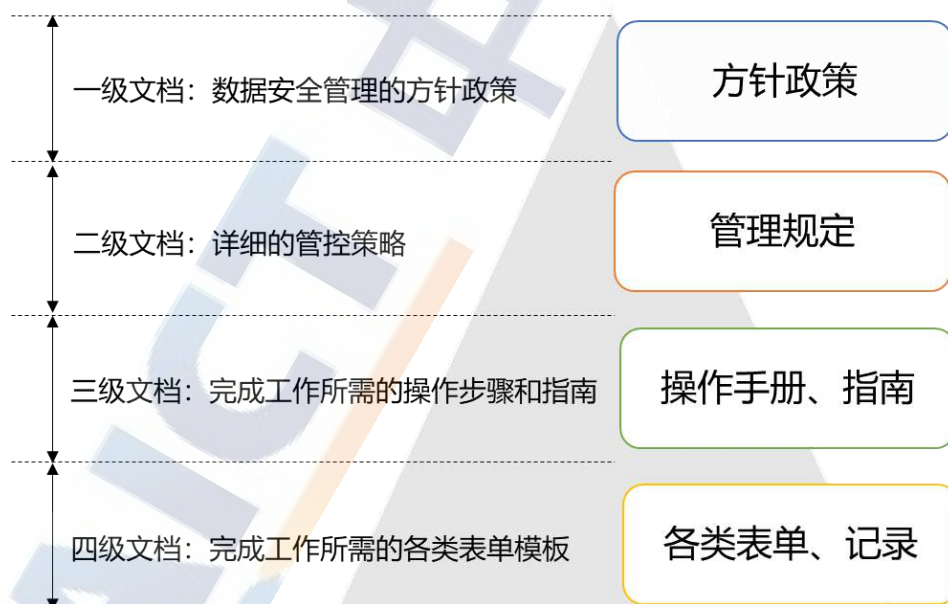 一级文档：数据安全管理的方针政策
方针政策
二级文档：详细的管控策略
管理规定
三级文档：完成工作所需的操作步骤和指南
操作手册、指南
四级文档：完成工作所需的各类表单模板
各类表单、记录